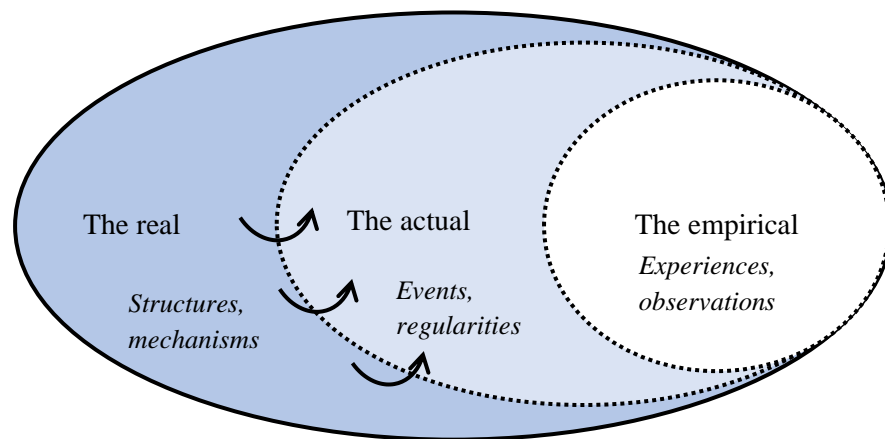 The real
Structures,
mechanisms
The actual
Events,
regularities
The empirical
Experiences,
observations